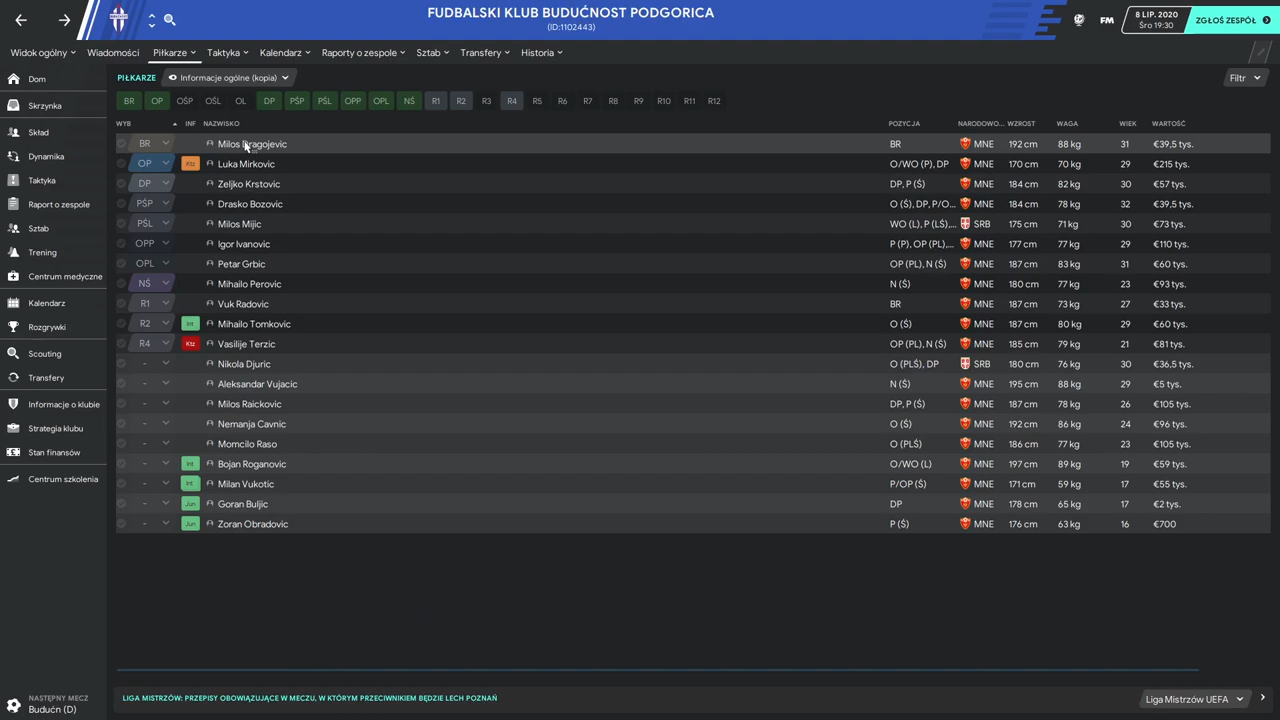 FUDBALSKI KLUB BUDUĆNOST PODGORICA
(ID:1102443)
FM
8 LIP. 2020
Śro 19:30
ZGŁOŚ ZESPÓŁ
Widok ogólny Wiadomości Piłkarze Taktyka Kalendarz Raporty o zespole Sztab Transfery Historia
Dom
Skrzynka
Skład
Dynamika
Taktyka
Raport o zespole
Sztab
Trening
Centrum medyczne
Kalendarz
Rozgrywki
Scouting
Transfery
Informacje o klubie
Strategia klubu
Stan finansów
Centrum szkolenia
NASTĘPNY MECZ
Budućn (D)
PIŁKARZE Informacje ogólne (kopia) Filtr
BR OP OŚP OŚL OL DP PŚP PŚL OPP OPL NŚ R1 R2 R3 R4 R5 R6 R7 R8 R9 R10 R11 R12
WYB INF NAZWISKO POZYCJA NARODOWO... WZROST WAGA WIEK WARTOŚĆ
BR Milos Dragojevic BR MNE 192 cm 88 kg 31 €39,5 tys.
OP Ktz Luka Mirkovic O/WO (P), DP MNE 170 cm 70 kg 29 €215 tys.
DP Zeljko Krstovic DP, P (Ś) MNE 184 cm 82 kg 30 €57 tys.
PŚP Drasko Bozovic O (Ś), DP, P/O... MNE 184 cm 78 kg 32 €39,5 tys.
PŚL Milos Mijic WO (L), P (LŚ),... SRB 175 cm 71 kg 30 €73 tys.
OPP Igor Ivanovic P (P), OP (PL),... MNE 177 cm 77 kg 29 €110 tys.
OPL Petar Grbic OP (PL), N (Ś) MNE 187 cm 83 kg 31 €60 tys.
NŚ Mihailo Perovic N (Ś) MNE 180 cm 77 kg 23 €93 tys.
R1 Vuk Radovic BR MNE 187 cm 73 kg 27 €33 tys.
R2 Int Mihailo Tomkovic O (Ś) MNE 187 cm 80 kg 29 €60 tys.
R4 Ktz Vasilije Terzic OP (PL), N (Ś) MNE 185 cm 79 kg 21 €81 tys.
- Nikola Djuric O (PLŚ), DP SRB 180 cm 76 kg 30 €36,5 tys.
- Aleksandar Vujacic N (Ś) MNE 195 cm 88 kg 29 €5 tys.
- Milos Raickovic DP, P (Ś) MNE 187 cm 78 kg 26 €105 tys.
- Nemanja Cavnic O (Ś) MNE 192 cm 86 kg 24 €96 tys.
- Momcilo Raso O (PLŚ) MNE 186 cm 77 kg 23 €105 tys.
- Int Bojan Roganovic O/WO (L) MNE 197 cm 89 kg 19 €59 tys.
- Int Milan Vukotic P/OP (Ś) MNE 171 cm 59 kg 17 €55 tys.
- Jun Goran Buljic DP MNE 178 cm 65 kg 17 €2 tys.
- Jun Zoran Obradovic P (Ś) MNE 176 cm 63 kg 16 €700
LIGA MISTRZÓW: PRZEPISY OBOWIĄZUJĄCE W MECZU, W KTÓRYM PRZECIWNIKIEM BĘDZIE LECH POZNAŃ
Liga Mistrzów UEFA